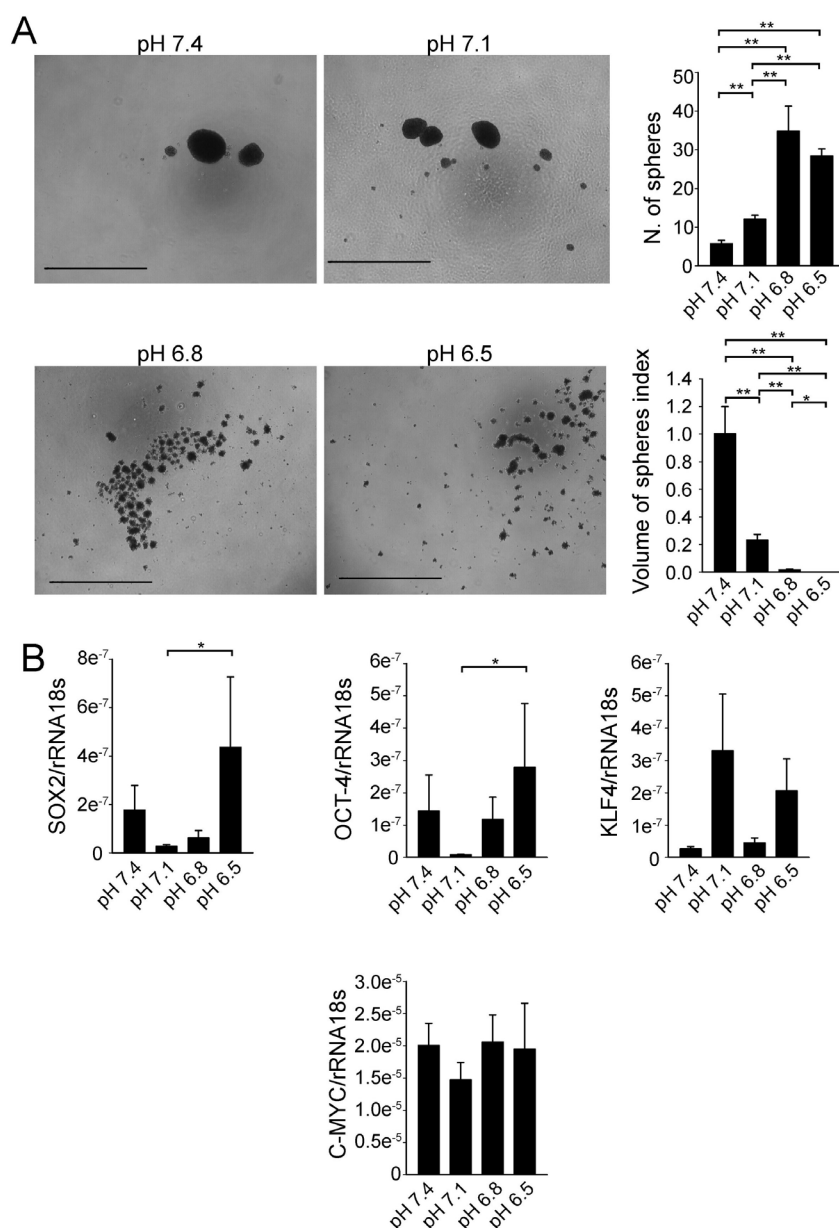 A
pH 7.4
pH 7.1
** 
**
**
** **
50
40
30
20
10
0
N. of spheres
pH 7.4
pH 7.1
pH 6.8
pH 6.5
pH 6.8
pH 6.5
**
**
**
** **
*
1.4
1.2
1.0
0.8
0.6
0.4
0.2
0.0
Volume of spheres index
pH 7.4
pH 7.1
pH 6.8
pH 6.5
B
8e-7
6e-7
4e-7
2e-7
0
SOX2/rRNA18s
*
pH 7.4
pH 7.1
pH 6.8
pH 6.5
6e-7
5e-7
4e-7
3e-7
2e-7
1e-7
0
OCT-4/rRNA18s
*
pH 7.4
pH 7.1
pH 6.8
pH 6.5
6e-7
5e-7
4e-7
3e-7
2e-7
1e-7
0
KLF4/rRNA18s
pH 7.4
pH 7.1
pH 6.8
pH 6.5
3.0e-5
2.5e-5
2.0e-5
1.5e-5
1.0e-5
0.5e-5
0
C-MYC/rRNA18s
pH 7.4
pH 7.1
pH 6.8
pH 6.5